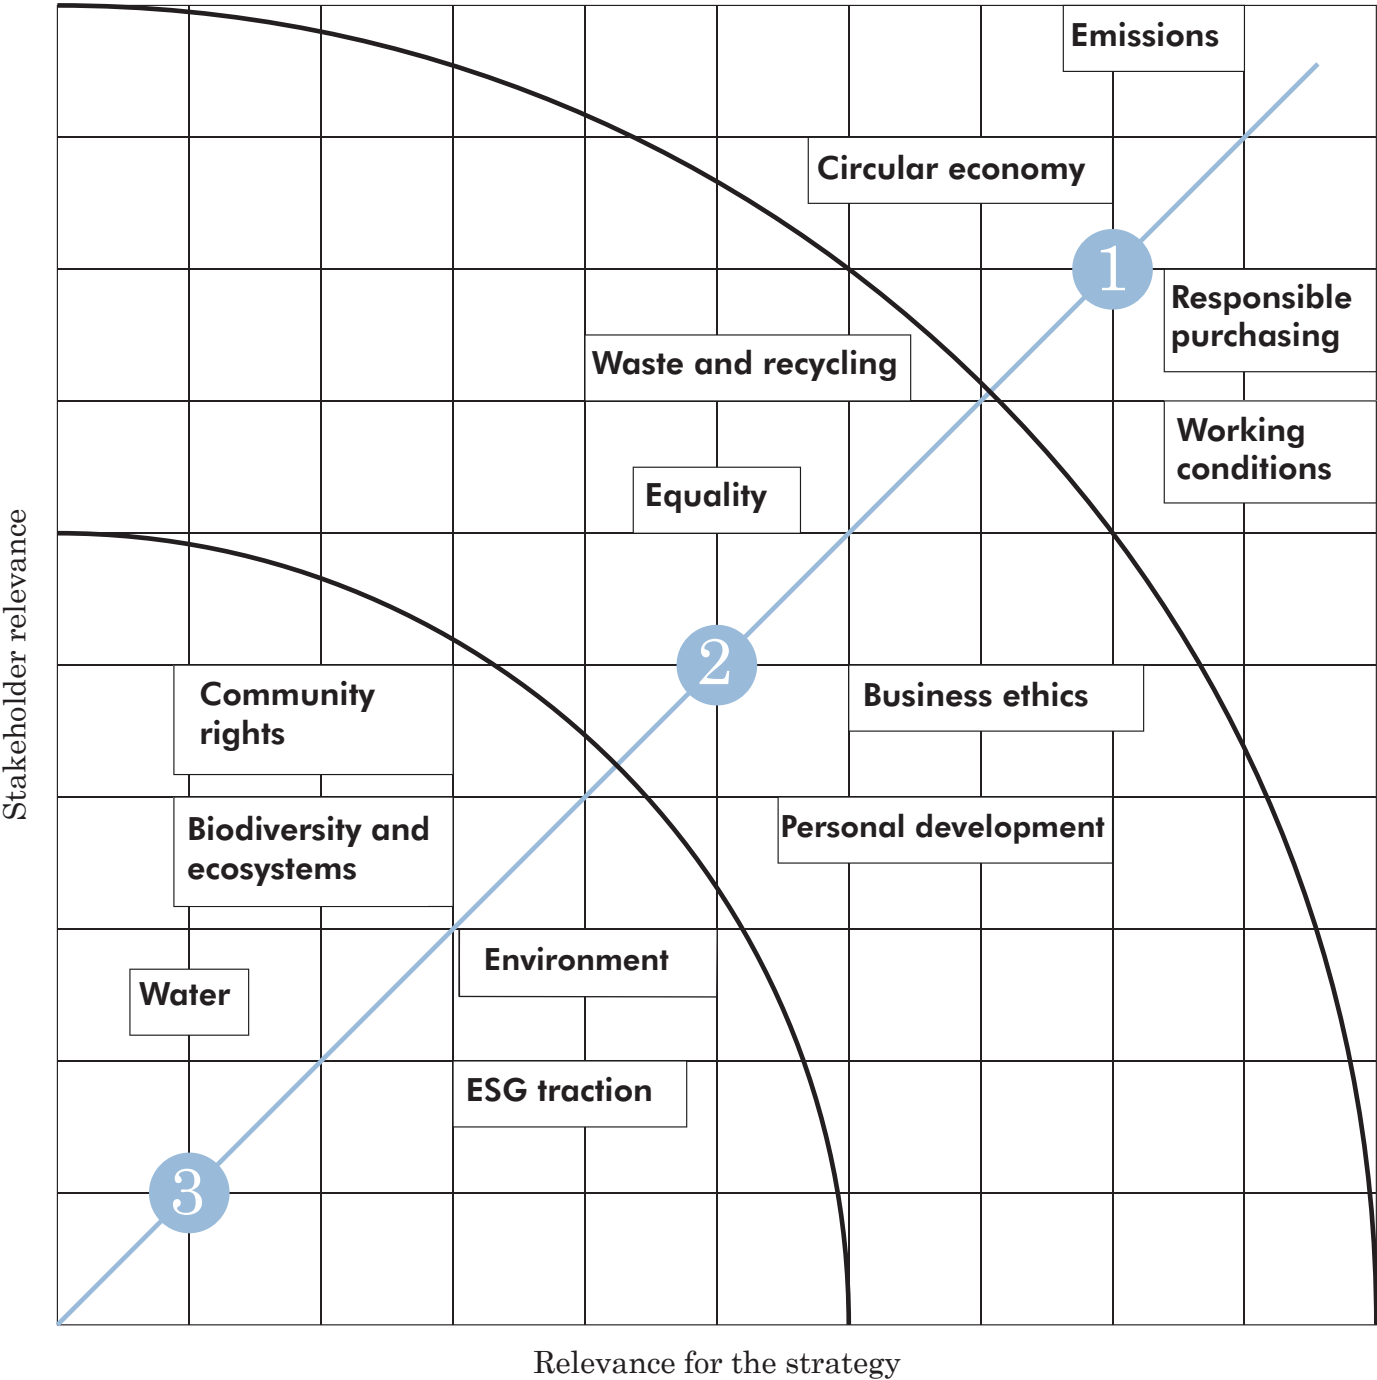 Emissions
Circular economy
1
Responsible
purchasing
Waste and recycling
Working
conditions
Equality
Stakeholder relevance
2
Community
rights
Business ethics
Biodiversity and
ecosystems
Personal development
Environment
Water
ESG traction
3
Relevance for the strategy